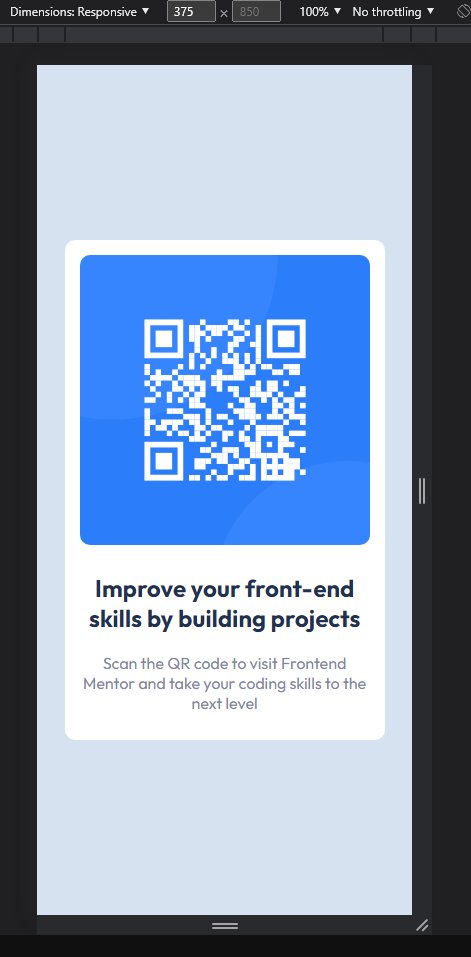 Dimensions: Responsive ▼ 375 × 850 100% ▼ No throttling ▼
Improve your front-end
skills by building projects
Scan the QR code to visit Frontend
Mentor and take your coding skills to the
next level